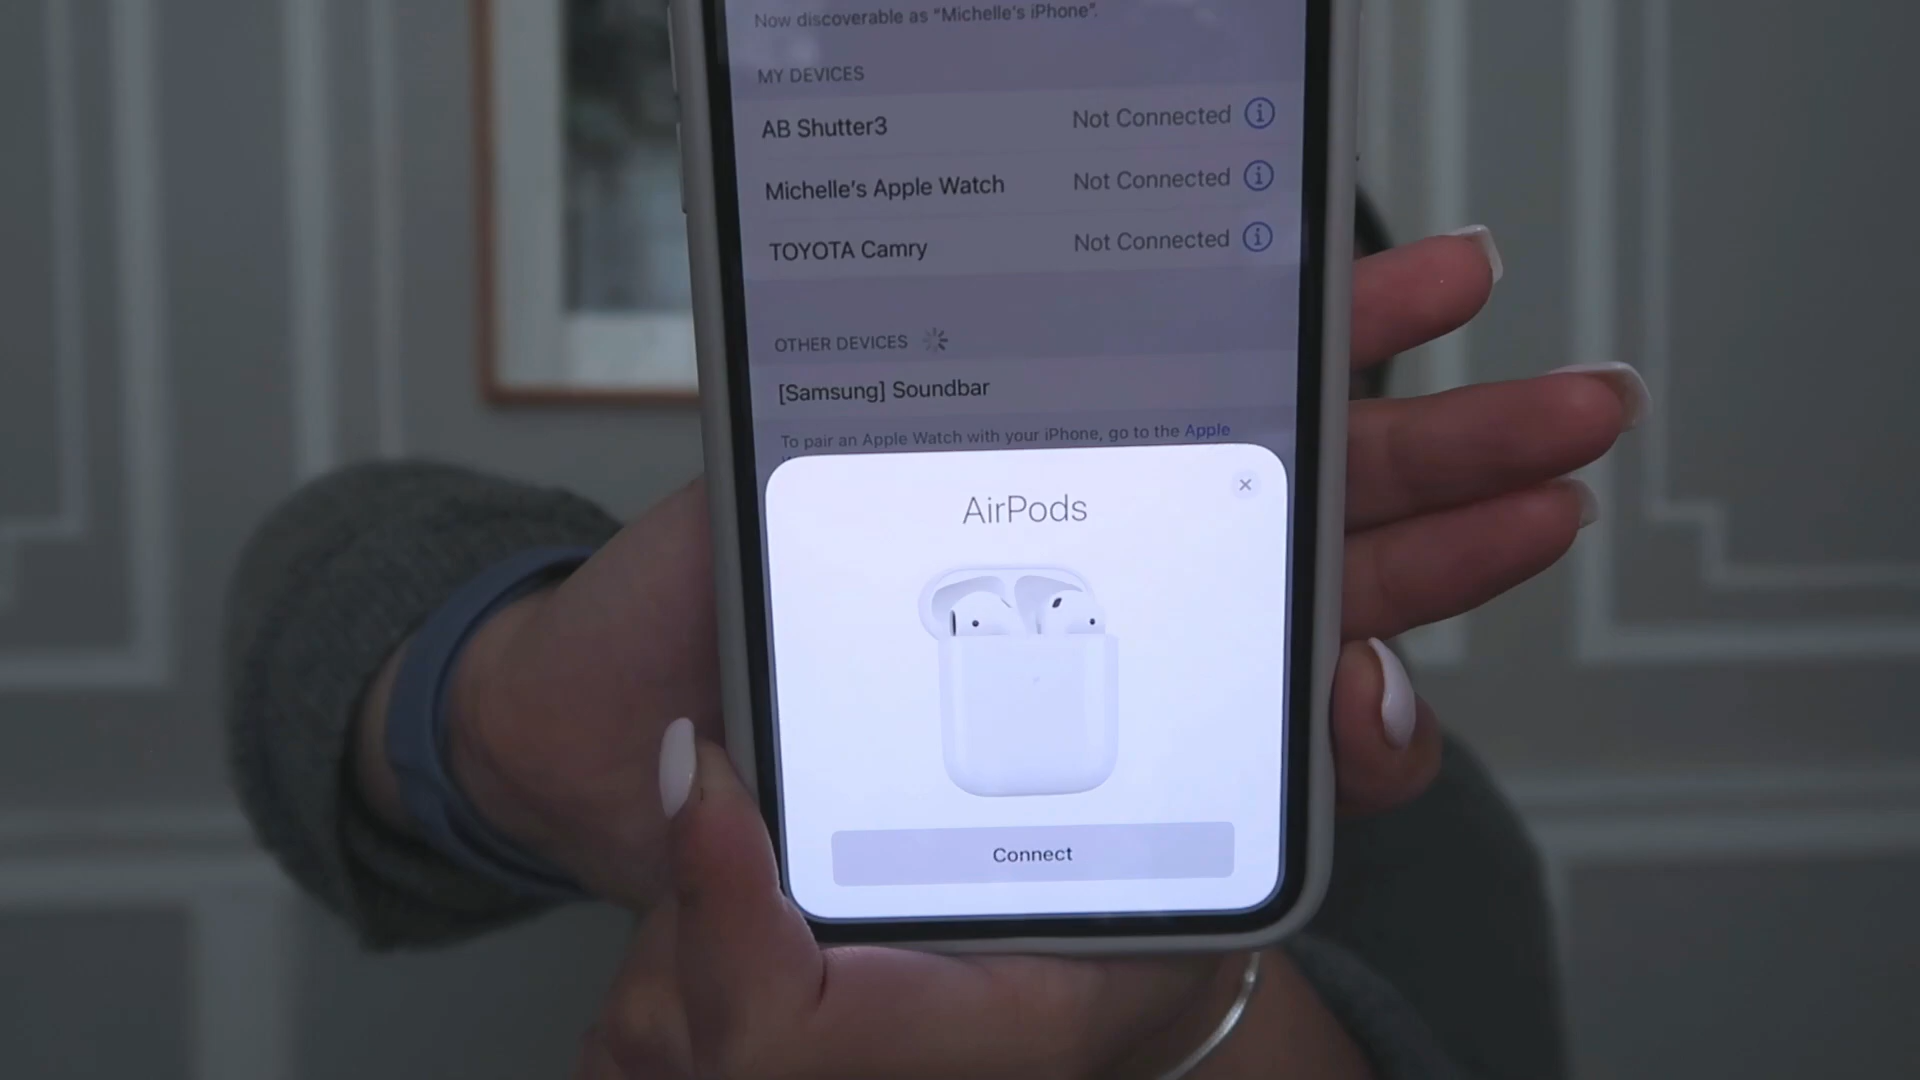 Now discoverable as “Michelle’s iPhone”.
MY DEVICES
AB Shutter3 Not Connected
Michelle’s Apple Watch Not Connected
TOYOTA Camry Not Connected
OTHER DEVICES
[Samsung] Soundbar
To pair an Apple Watch with your iPhone, go to the Apple
AirPods
Connect